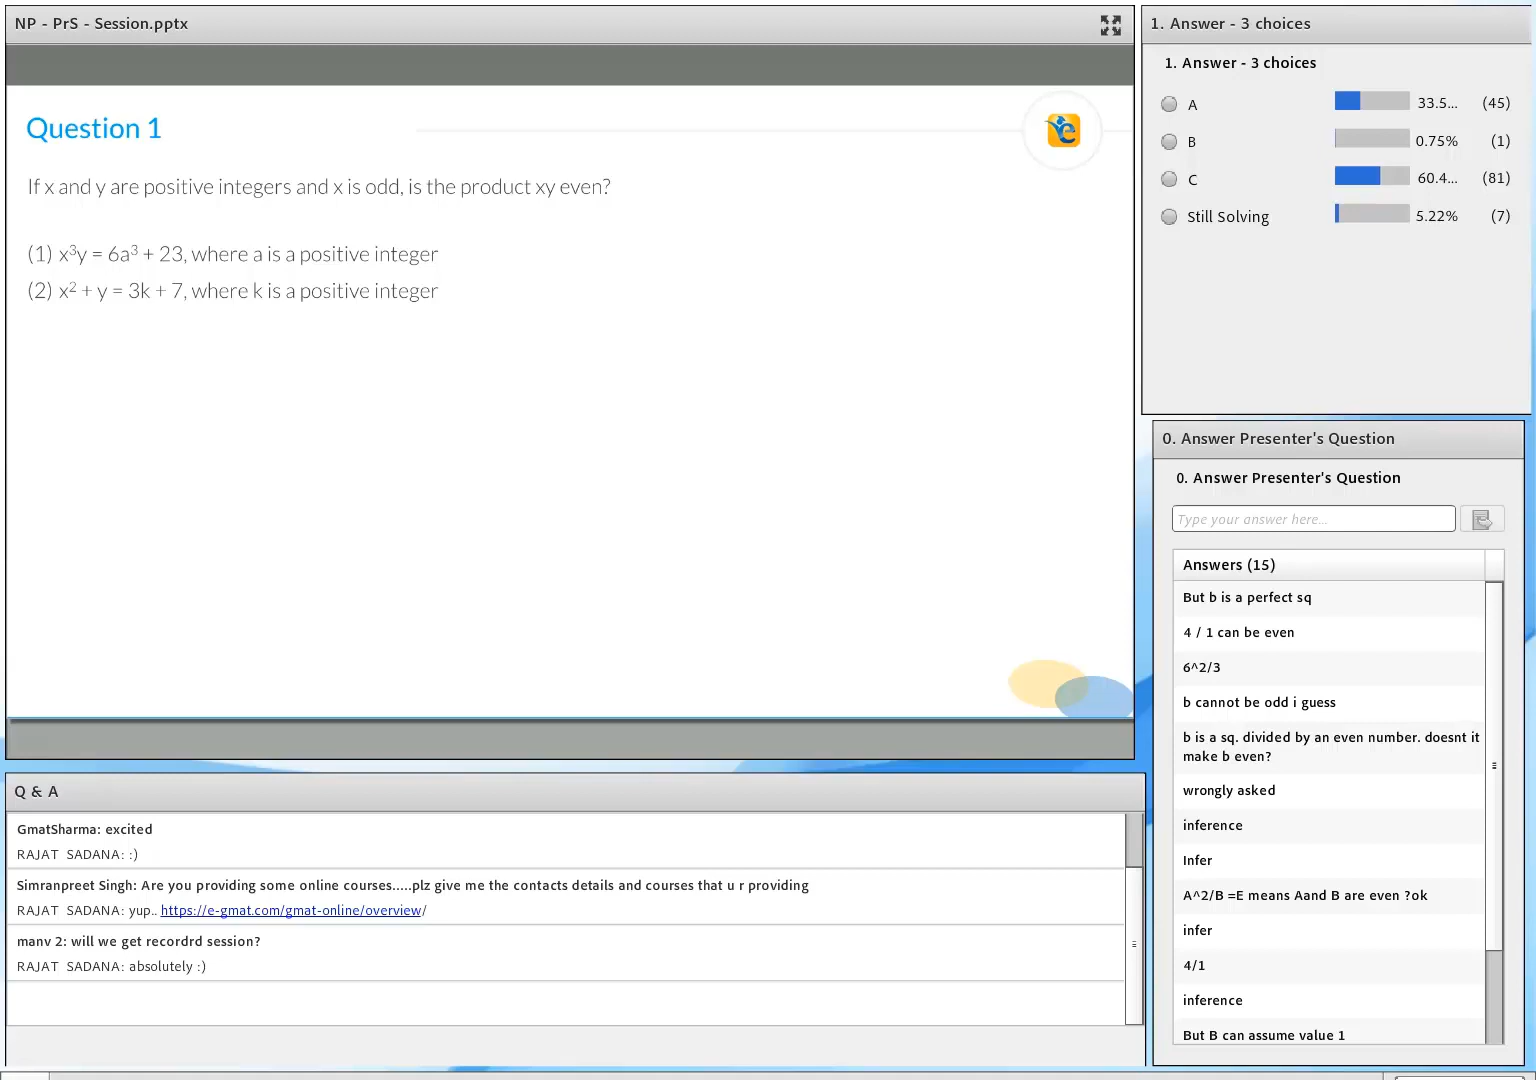 NP - PrS - Session.pptx
Question 1
If x and y are positive integers and x is odd, is the product xy even?
(1) x³y = 6a³ + 23, where a is a positive integer
(2) x² + y = 3k + 7, where k is a positive integer
Q & A
GmatSharma: excited
RAJAT SADANA: :)
Simranpreet Singh: Are you providing some online courses.....plz give me the contacts details and courses that u r providing
RAJAT SADANA: yup.. https://e-gmat.com/gmat-online/overview/
manv 2: will we get recordrd session?
RAJAT SADANA: absolutely :)
1. Answer - 3 choices
1. Answer - 3 choices
A 33.5... (45)
B 0.75% (1)
C 60.4... (81)
Still Solving 5.22% (7)
0. Answer Presenter's Question
0. Answer Presenter's Question
Type your answer here...
Answers (15)
But b is a perfect sq
4 / 1 can be even
6^2/3
b cannot be odd i guess
b is a sq. divided by an even number. doesnt it
make b even?
wrongly asked
inference
Infer
A^2/B =E means Aand B are even ?ok
infer
4/1
inference
But B can assume value 1